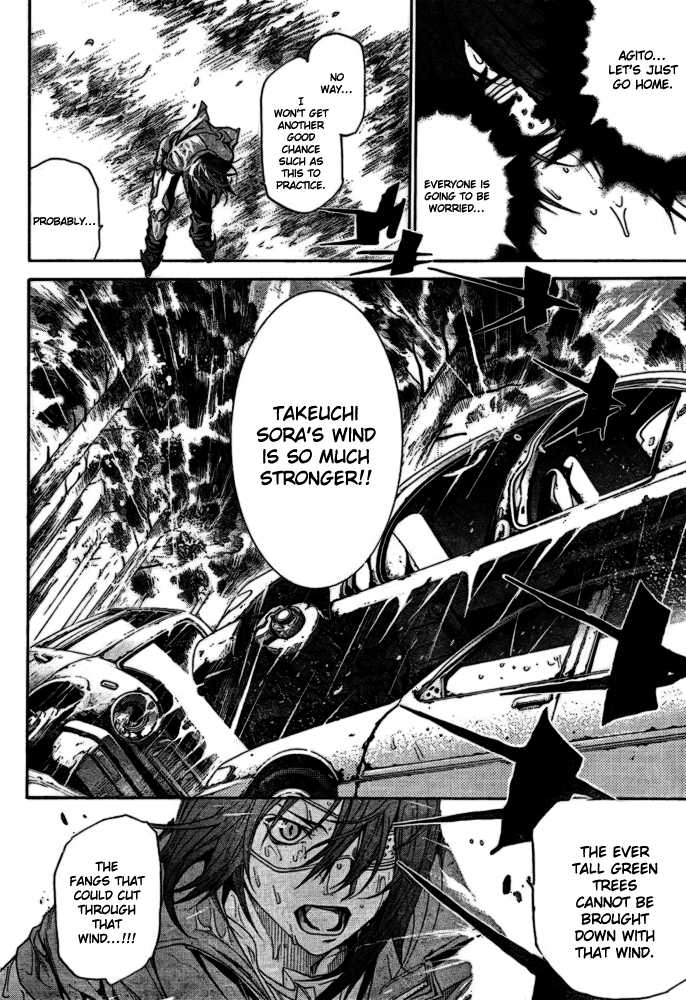 AGITO...
LET'S JUST
GO HOME.
EVERYONE IS
GOING TO BE
WORRIED...
NO
WAY...
I
WON'T GET
ANOTHER
GOOD
CHANCE
SUCH AS
THIS TO
PRACTICE.
PROBABLY...
TAKEUCHI
SORA'S WIND
IS SO MUCH
STRONGER!!
THE EVER
TALL GREEN
TREES
CANNOT BE
BROUGHT
DOWN WITH
THAT WIND.
THE
FANGS THAT
COULD CUT
THROUGH
THAT
WIND...!!!